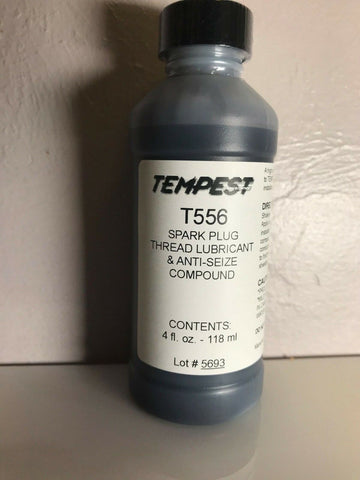 TEMPEST
T556
SPARK PLUG
THREAD LUBRICANT
& ANTI-SEIZE
COMPOUND
CONTENTS:
4 fl. oz. - 118 ml
Lot # 5693